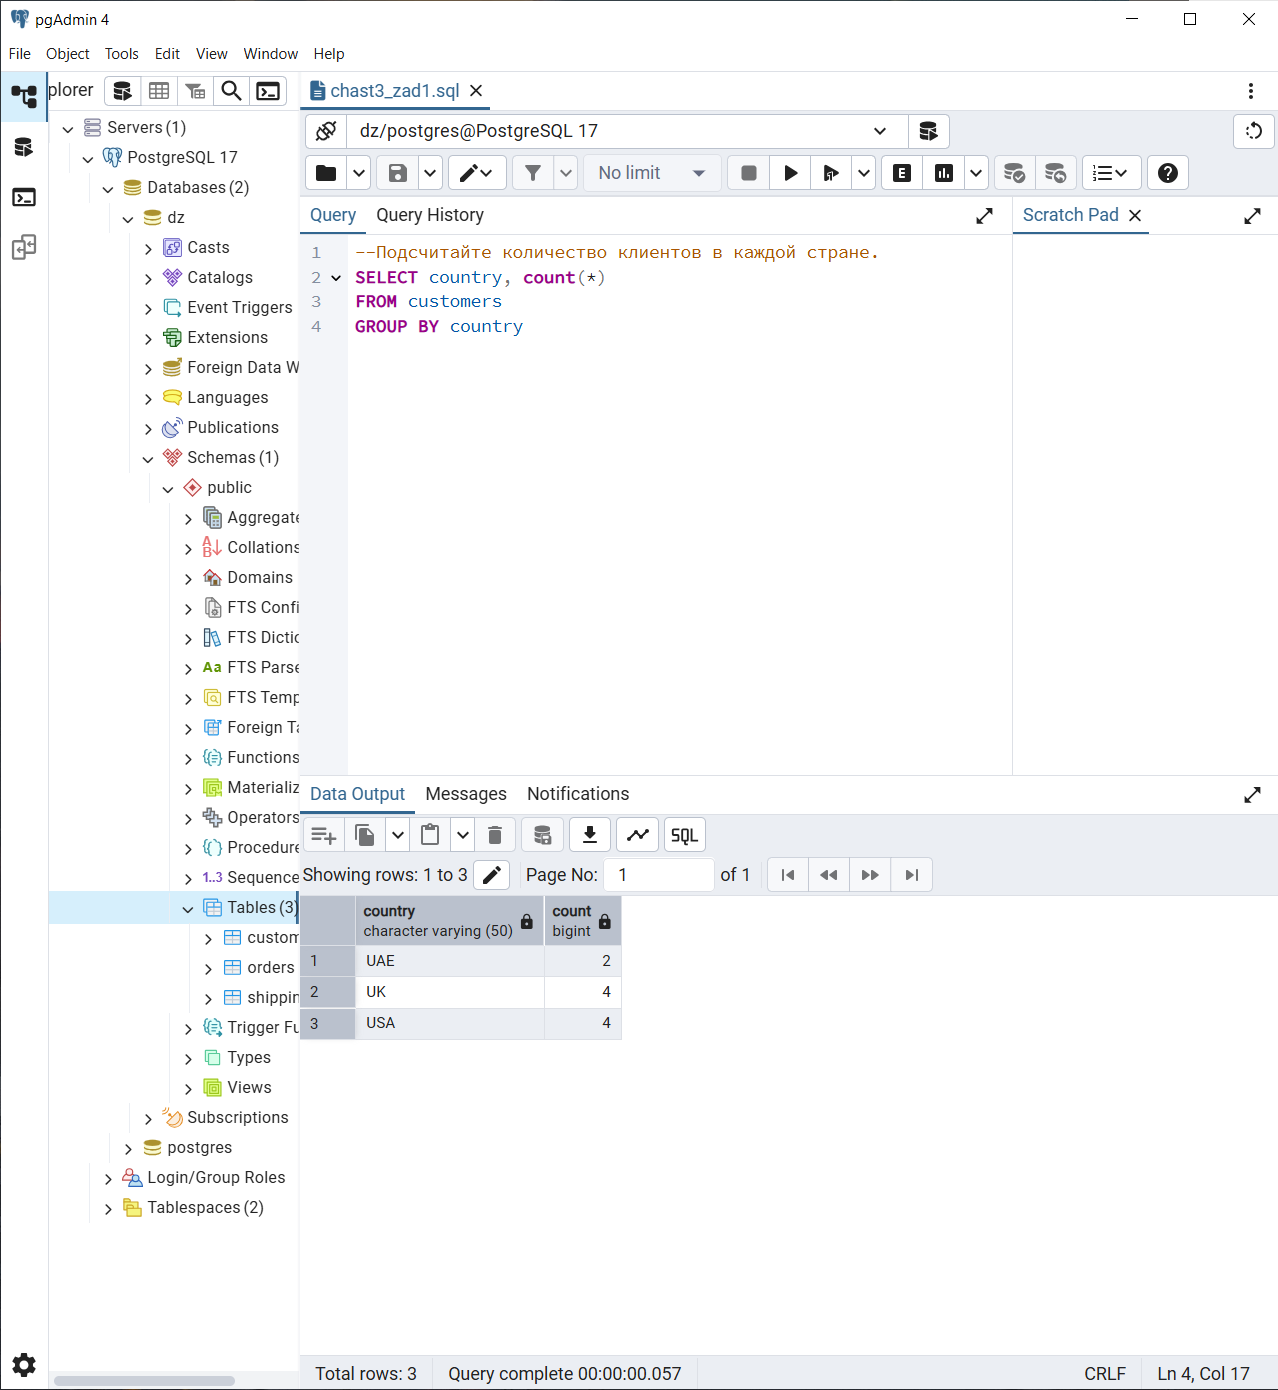 pgAdmin 4
File Object Tools Edit View Window Help
plorer
chast3_zad1.sql
Servers (1)
PostgreSQL 17
Databases (2)
dz
Casts
Catalogs
Event Triggers
Extensions
Foreign Data W
Languages
Publications
Schemas (1)
public
Aggregate
Collations
Domains
FTS Confi
FTS Dictio
Aa FTS Parse
FTS Temp
Foreign Ta
Functions
Materializ
Operators
Procedure
1..3 Sequence
Tables (3)
custom
orders
shippin
Trigger Fu
Types
Views
Subscriptions
postgres
Login/Group Roles
Tablespaces (2)
dz/postgres@PostgreSQL 17
No limit
E
Query Query History
Scratch Pad
1 --Подсчитайте количество клиентов в каждой стране.
2 SELECT country, count(*)
3 FROM customers
4 GROUP BY country
Data Output Messages Notifications
SQL
Showing rows: 1 to 3 Page No: 1 of 1
country count
character varying (50) bigint
1 UAE 2
2 UK 4
3 USA 4
Total rows: 3 Query complete 00:00:00.057 CRLF Ln 4, Col 17